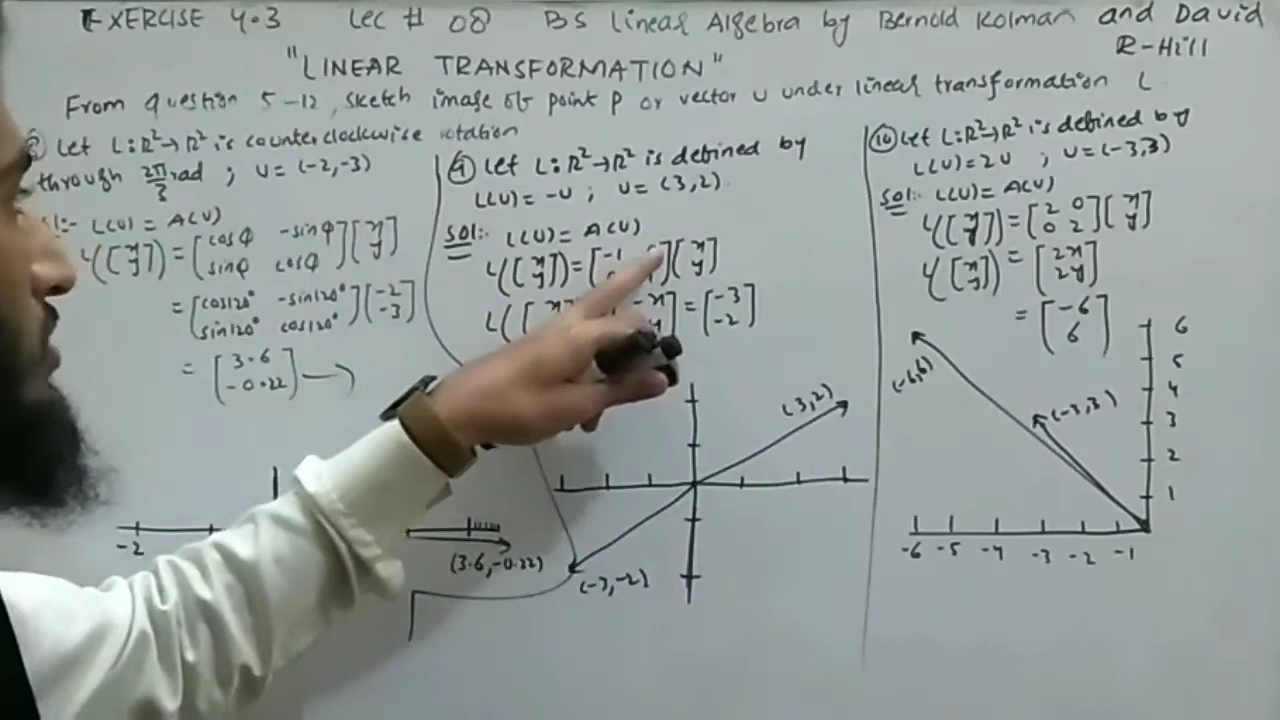 EXERCISE 4.3 Lec # 08 BS Linear Algebra by Bernold Kolman and David
R-Hill
"LINEAR TRANSFORMATION"
From question 5-12, sketch image of point P or vector u under linear transformation L
Let L:R²→R² is counterclockwise rotation
through 2π/3 rad ; u = (-2,-3)
Sol:- L(u) = A(u)
L([x y]) = [cosφ -sinφ
sinφ cosφ][x y]
= [cos120° -sin120°
sin120° cos120°][-2 -3]
= [3.6
-0.22]
-2
(3.6,-0.22)
(9) Let L:R²→R² is defined by
L(u) = -u ; u = (3,2)
Sol:- L(u) = A(u)
L([x y]) = [-1
[x y]
L([x
-x
y] = [-3
-2]
(3,2)
(-3,-2)
(10) Let L:R²→R² is defined by
L(u) = 2u ; u = (-3,3)
Sol:- L(u) = A(u)
L([x y]) = [2 0
0 2][x y]
L([x y]) = [2x
2y]
= [-6
6]
(-6,6)
(-3,3)
6
5
4
3
2
1
-6 -5 -4 -3 -2 -1